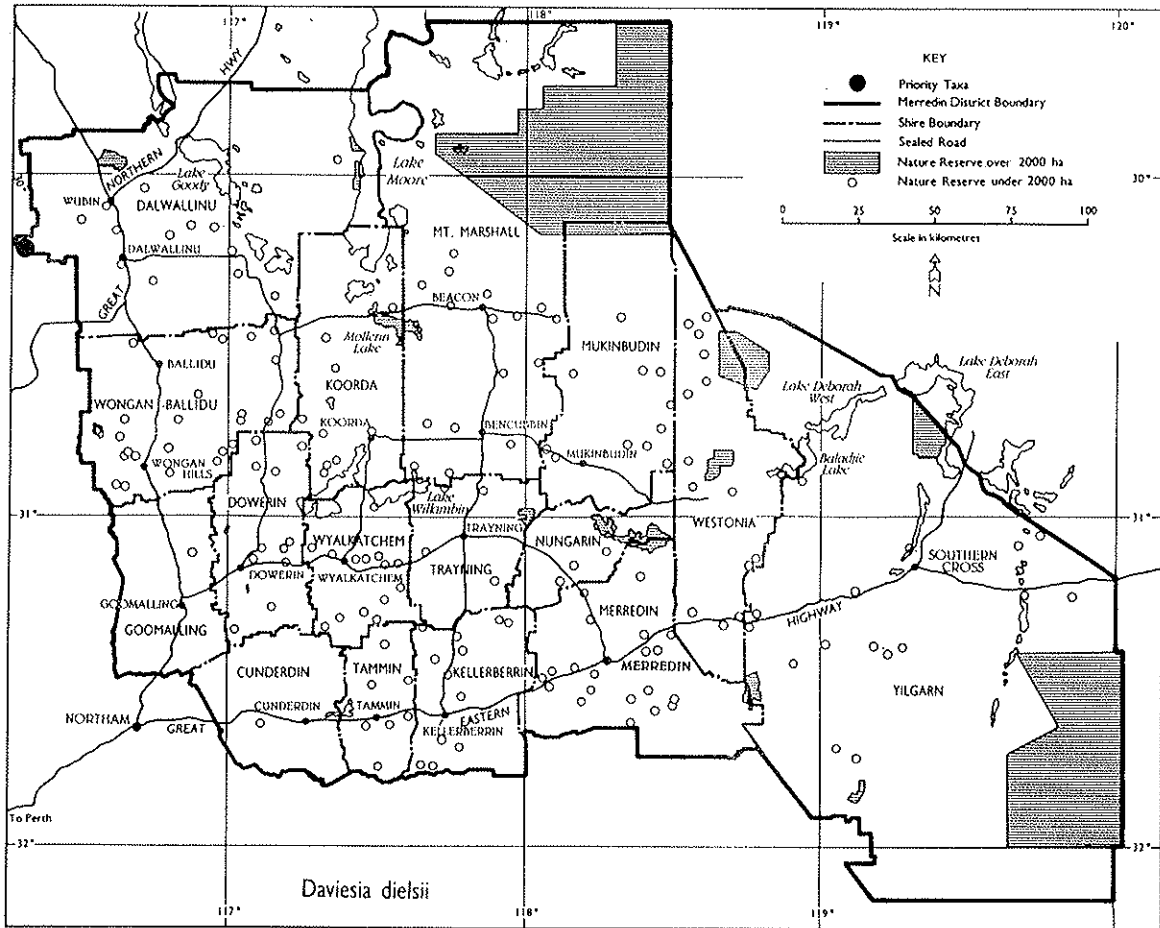 117°
118°
119°
120°
HWY
KEY
Priority Taxa
Merredin District Boundary
Shire Boundary
Sealed Road
Nature Reserve over 2000 ha
Nature Reserve under 2000 ha
0 25 50 75 100
Scale in kilometres
N
NORTHERN
Lake Goody
Lake Moore
30°
30°
WUBIN
DALWALLINU
MT. MARSHALL
DALWALLINU
GREAT
BEACON
Mollerin Lake
MUKINBUDIN
BALLIDU
KOORDA
Lake Deborah East
Lake Deborah West
WONGAN-BALLIDU
KOORDA
BENCUBBIN
MUKINBUDIN
Baladjie Lake
WONGAN HILLS
DOWERIN
Lake Wilkimbin
31°
31°
WESTONIA
WYALKATCHEM
TRAYNING
NUNGARIN
SOUTHERN CROSS
DOWERIN
WYALKATCHEM
TRAYNING
GOOMALLING
GOOMALLING
MERREDIN
HIGHWAY
CUNDERDIN
TAMMIN
KELLERBERRIN
MERREDIN
YILGARN
NORTHAM
GREAT
CUNDERDIN
TAMMIN
EASTERN
KELLERBERRIN
To Perth
32°
32°
Daviesia dielsii
117°
118°
119°